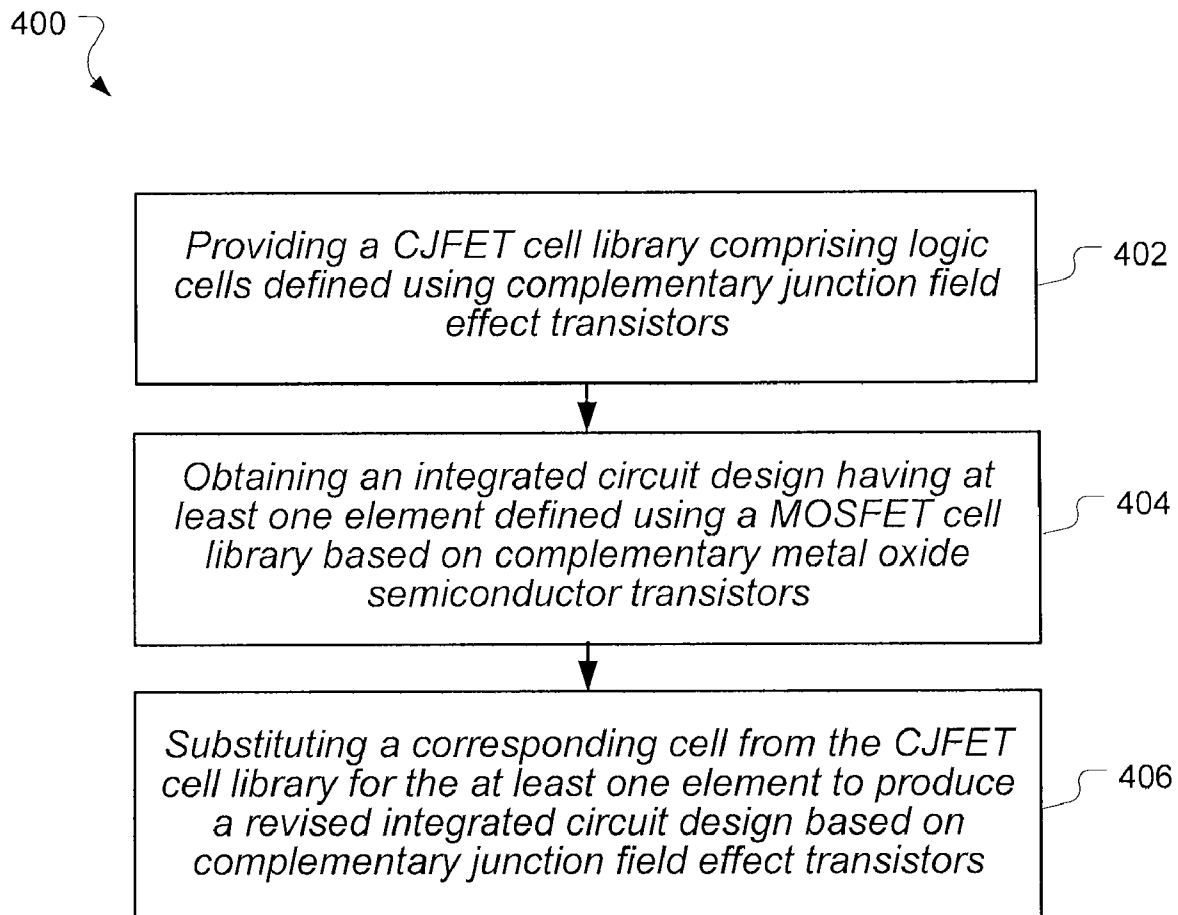 400
Providing a CJFET cell library comprising logic
cells defined using complementary junction field
effect transistors
402
Obtaining an integrated circuit design having at
least one element defined using a MOSFET cell
library based on complementary metal oxide
semiconductor transistors
404
Substituting a corresponding cell from the CJFET
cell library for the at least one element to produce
a revised integrated circuit design based on
complementary junction field effect transistors
406